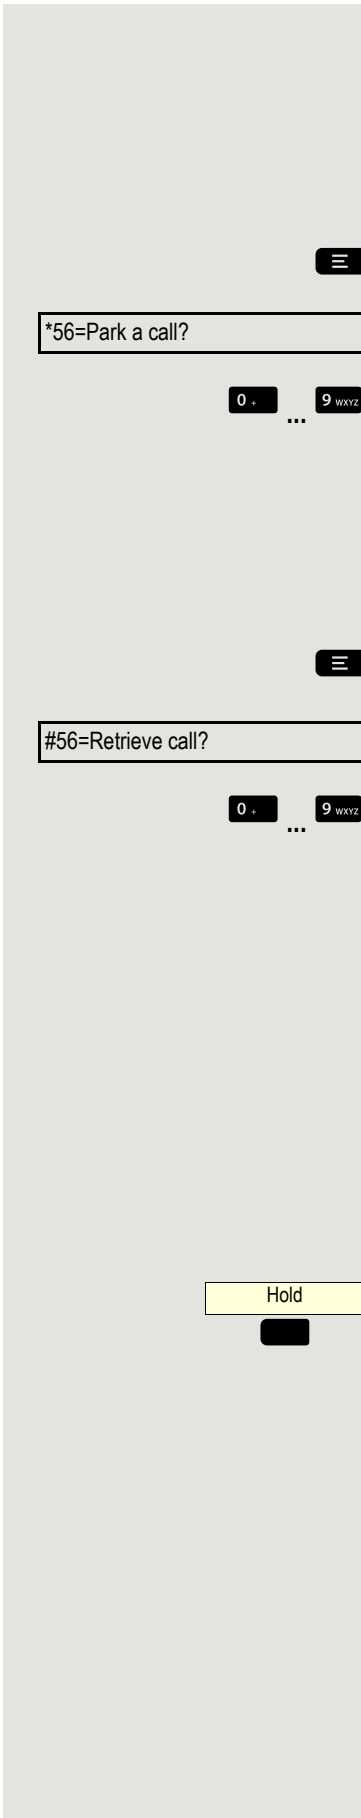 *56=Park a call?
0 + ... 9 WXYZ
#56=Retrieve call?
0 + ... 9 WXYZ
Hold